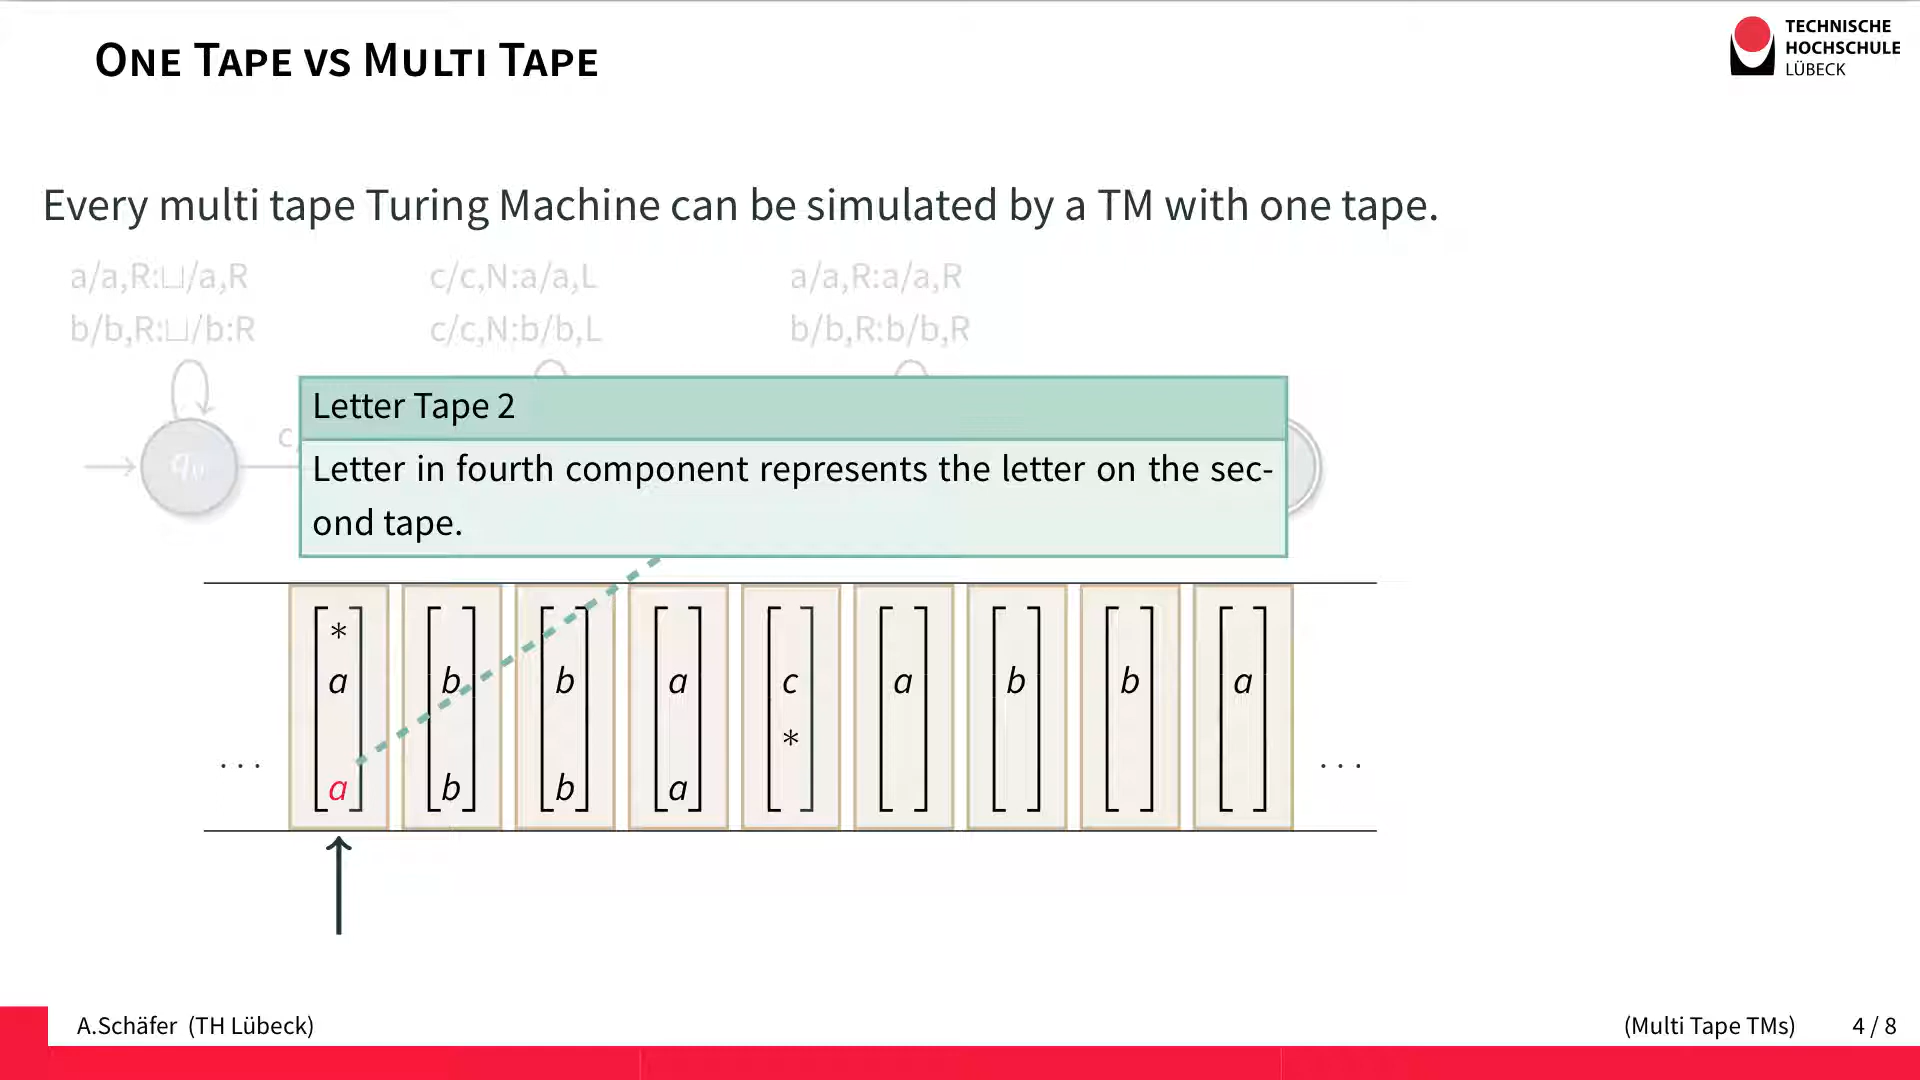 ONE TAPE VS MULTI TAPE
TECHNISCHE
HOCHSCHULE
LÜBECK
Every multi tape Turing Machine can be simulated by a TM with one tape.
a/a,R:⊔/a,R c/c,N:a/a,L a/a,R:a/a,R
b/b,R:⊔/b:R c/c,N:b/b,L b/b,R:b/b,R
Letter Tape 2
c,
Letter in fourth component represents the letter on the sec-
ond tape.
*
a b b a c a b b a
*
... ...
a b b a
A.Schäfer (TH Lübeck) (Multi Tape TMs) 4 / 8